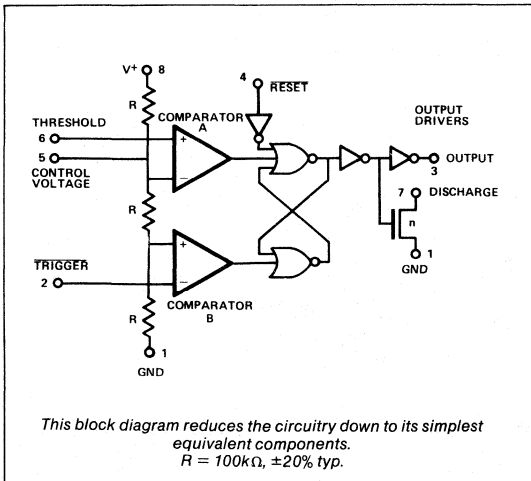 V+ 8
4
RESET
R
COMPARATOR
A
OUTPUT
DRIVERS
THRESHOLD
6
+
5
CONTROL
VOLTAGE
−
OUTPUT
3
7 DISCHARGE
R
n
+
1
GND
TRIGGER
2
−
R
COMPARATOR
B
1
GND
This block diagram reduces the circuitry down to its simplest
equivalent components.
R = 100kΩ, ±20% typ.